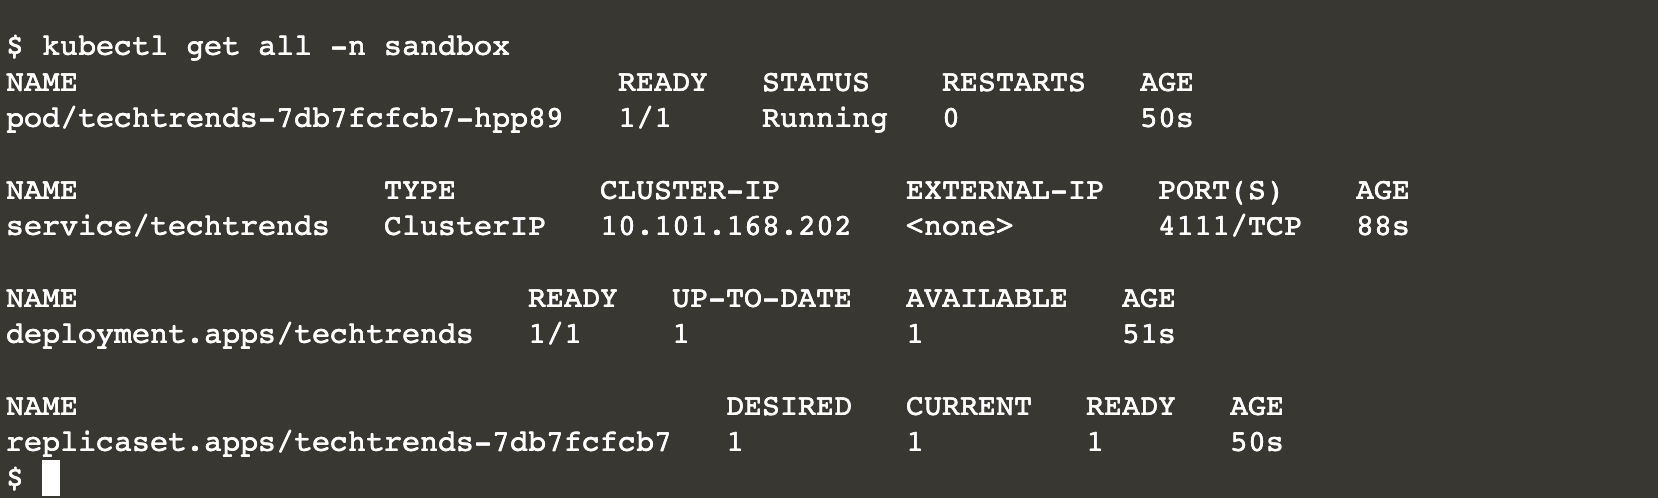 $ kubectl get all -n sandbox
NAME                              READY   STATUS    RESTARTS   AGE
pod/techtrends-7db7fcfcb7-hpp89   1/1     Running   0          50s

NAME                 TYPE        CLUSTER-IP       EXTERNAL-IP   PORT(S)    AGE
service/techtrends   ClusterIP   10.101.168.202   <none>        4111/TCP   88s

NAME                         READY   UP-TO-DATE   AVAILABLE   AGE
deployment.apps/techtrends   1/1     1            1           51s

NAME                                    DESIRED   CURRENT   READY   AGE
replicaset.apps/techtrends-7db7fcfcb7   1         1         1       50s
$